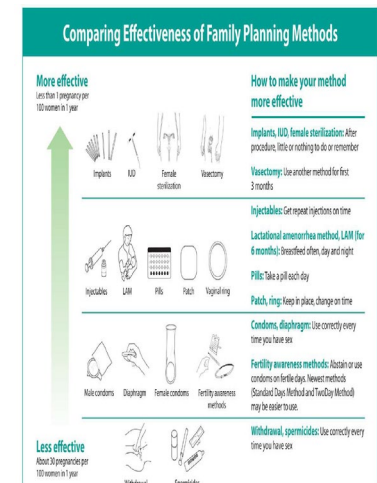 Comparing Effectiveness of Family Planning Methods
More effective
Less than 1 pregnancy per
100 women in 1 year
How to make your method
more effective
Implants
IUD
Female
sterilization
Vasectomy
Implants, IUD, female sterilization: After
procedure, little or nothing to do or remember
Vasectomy: Use another method for first
3 months
Injectables
LAM
Pills
Patch
Vaginal ring
Injectables: Get repeat injections on time
Lactational amenorrhea method, LAM (for
6 months): Breastfeed often, day and night
Pills: Take a pill each day
Patch, ring: Keep in place, change on time
Male condoms
Diaphragm
Female condoms
Fertility awareness
methods
Condoms, diaphragm: Use correctly every
time you have sex
Fertility awareness methods: Abstain or use
condoms on fertile days. Newest methods
(Standard Days Method and TwoDay Method)
may be easier to use.
Less effective
About 30 pregnancies per
100 women in 1 year
Withdrawal
Spermicides
Withdrawal, spermicides: Use correctly every
time you have sex